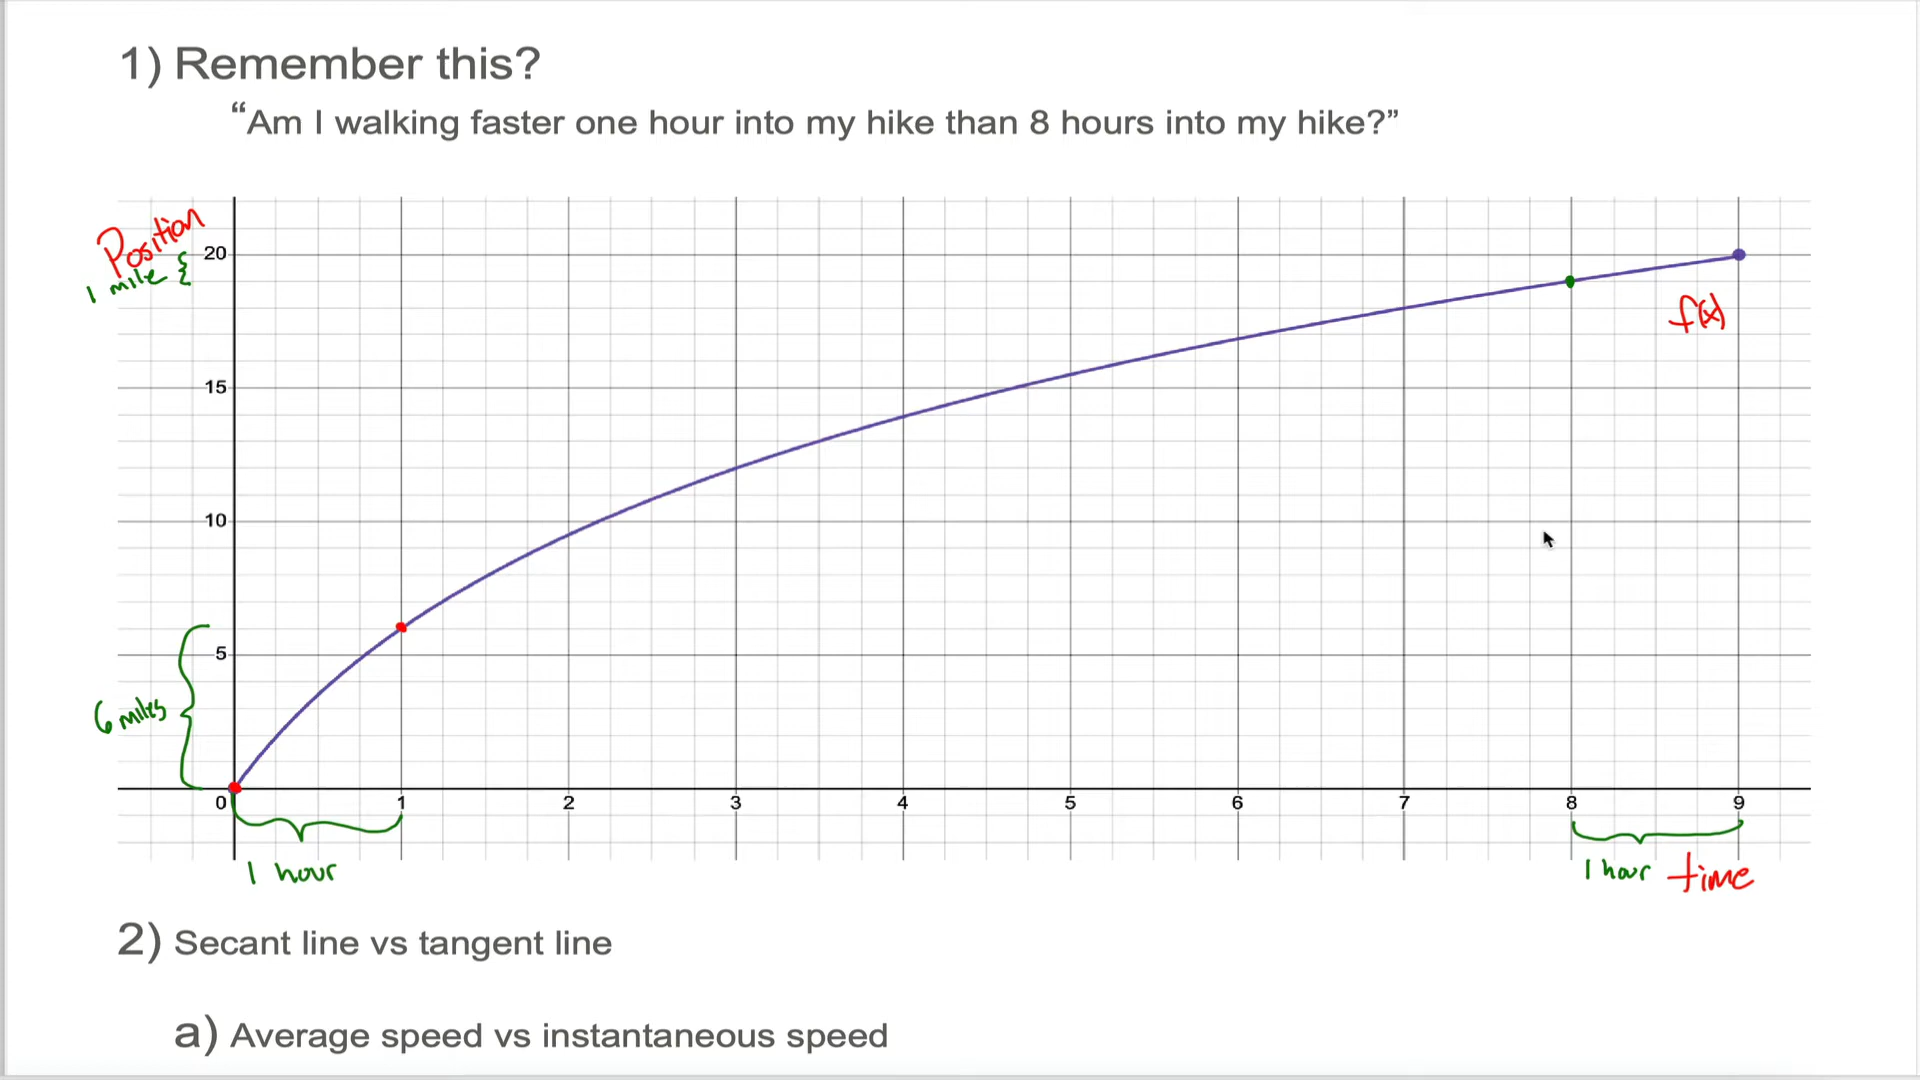 1) Remember this?
“Am I walking faster one hour into my hike than 8 hours into my hike?”
Position
1 mile
20
f(x)
15
10
5
6 miles
0 1 2 3 4 5 6 7 8 9
1 hour
1 hour time
2) Secant line vs tangent line
a) Average speed vs instantaneous speed